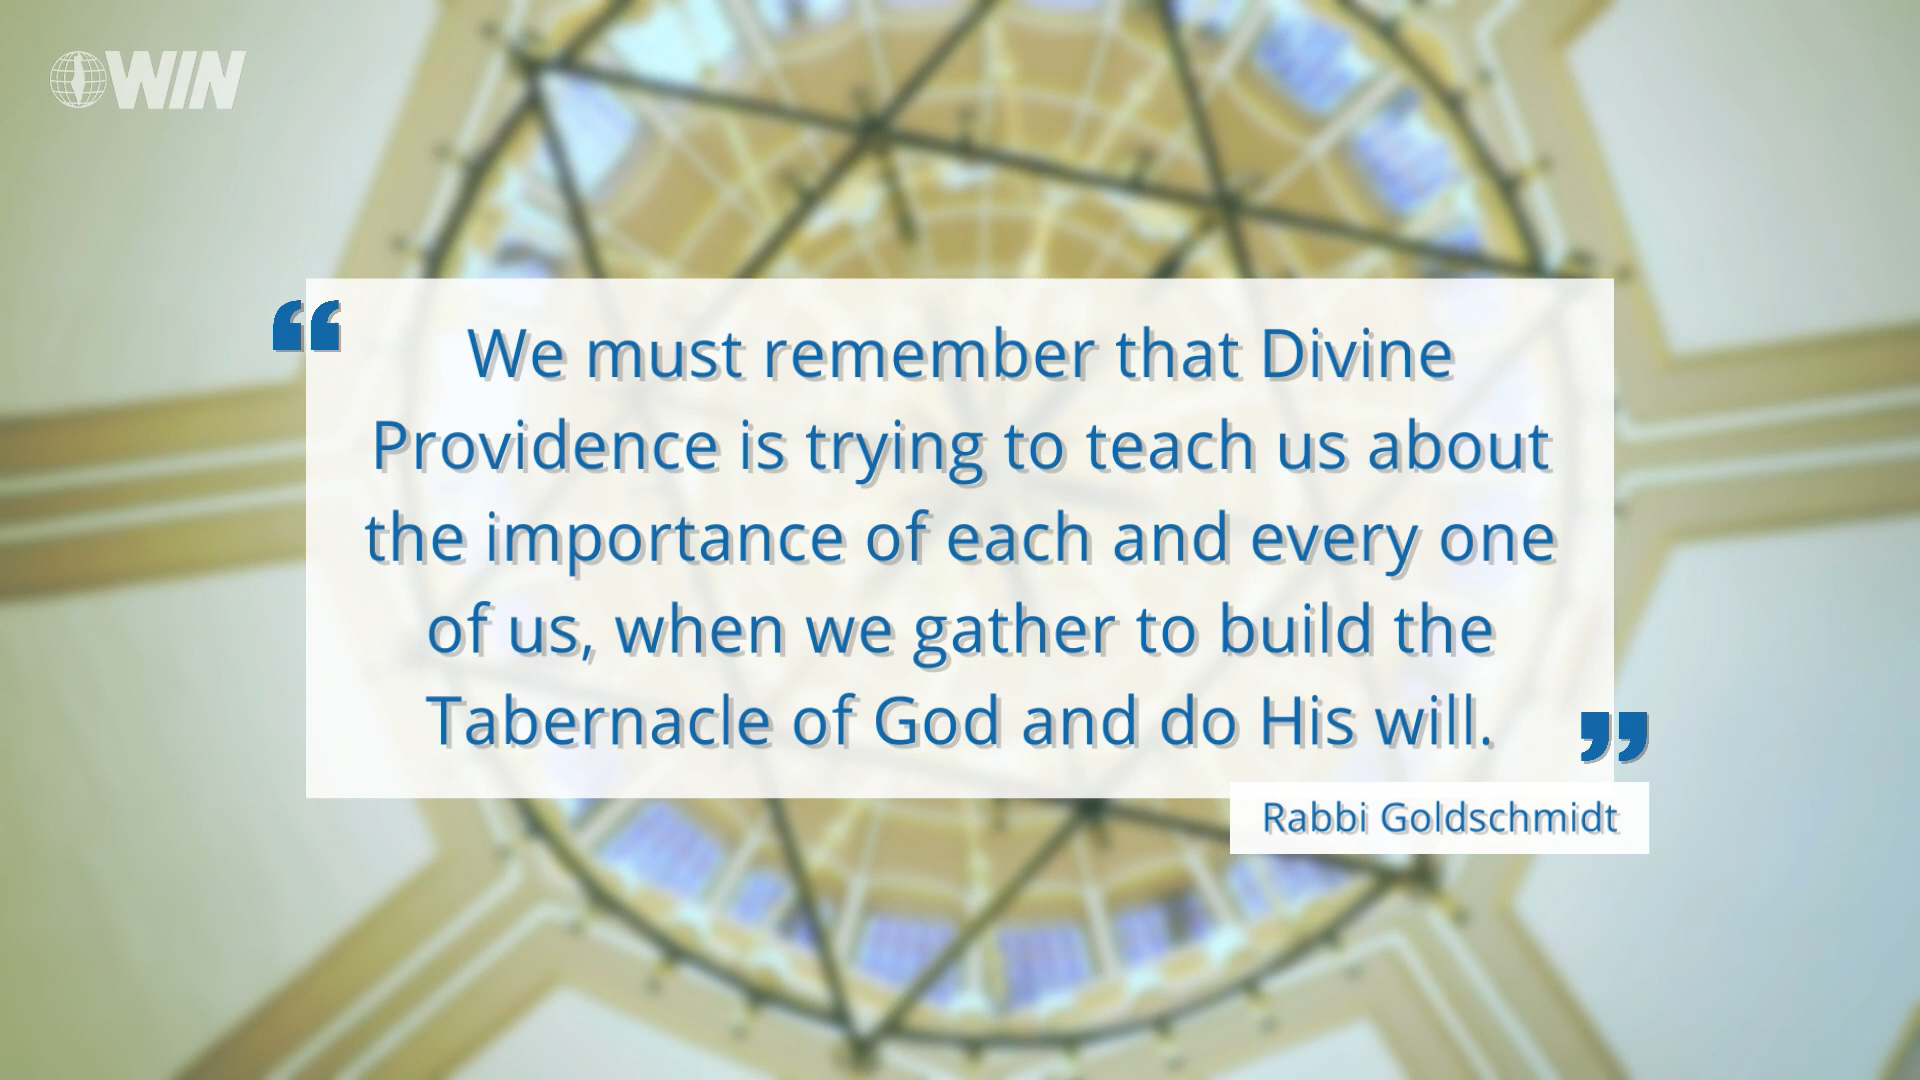 WIN
“
We must remember that Divine
Providence is trying to teach us about
the importance of each and every one
of us, when we gather to build the
Tabernacle of God and do His will.
”
Rabbi Goldschmidt